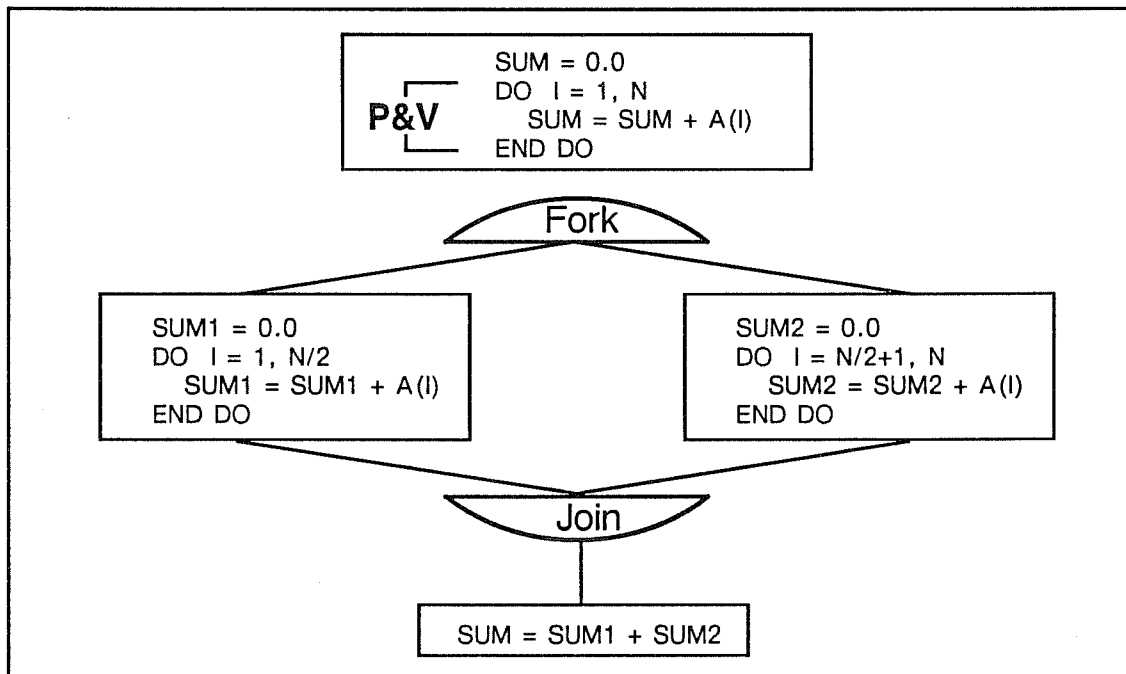 SUM = 0.0
DO I = 1, N
P&V
SUM = SUM + A(I)
END DO
Fork
SUM1 = 0.0
DO I = 1, N/2
SUM1 = SUM1 + A(I)
END DO
SUM2 = 0.0
DO I = N/2+1, N
SUM2 = SUM2 + A(I)
END DO
Join
SUM = SUM1 + SUM2